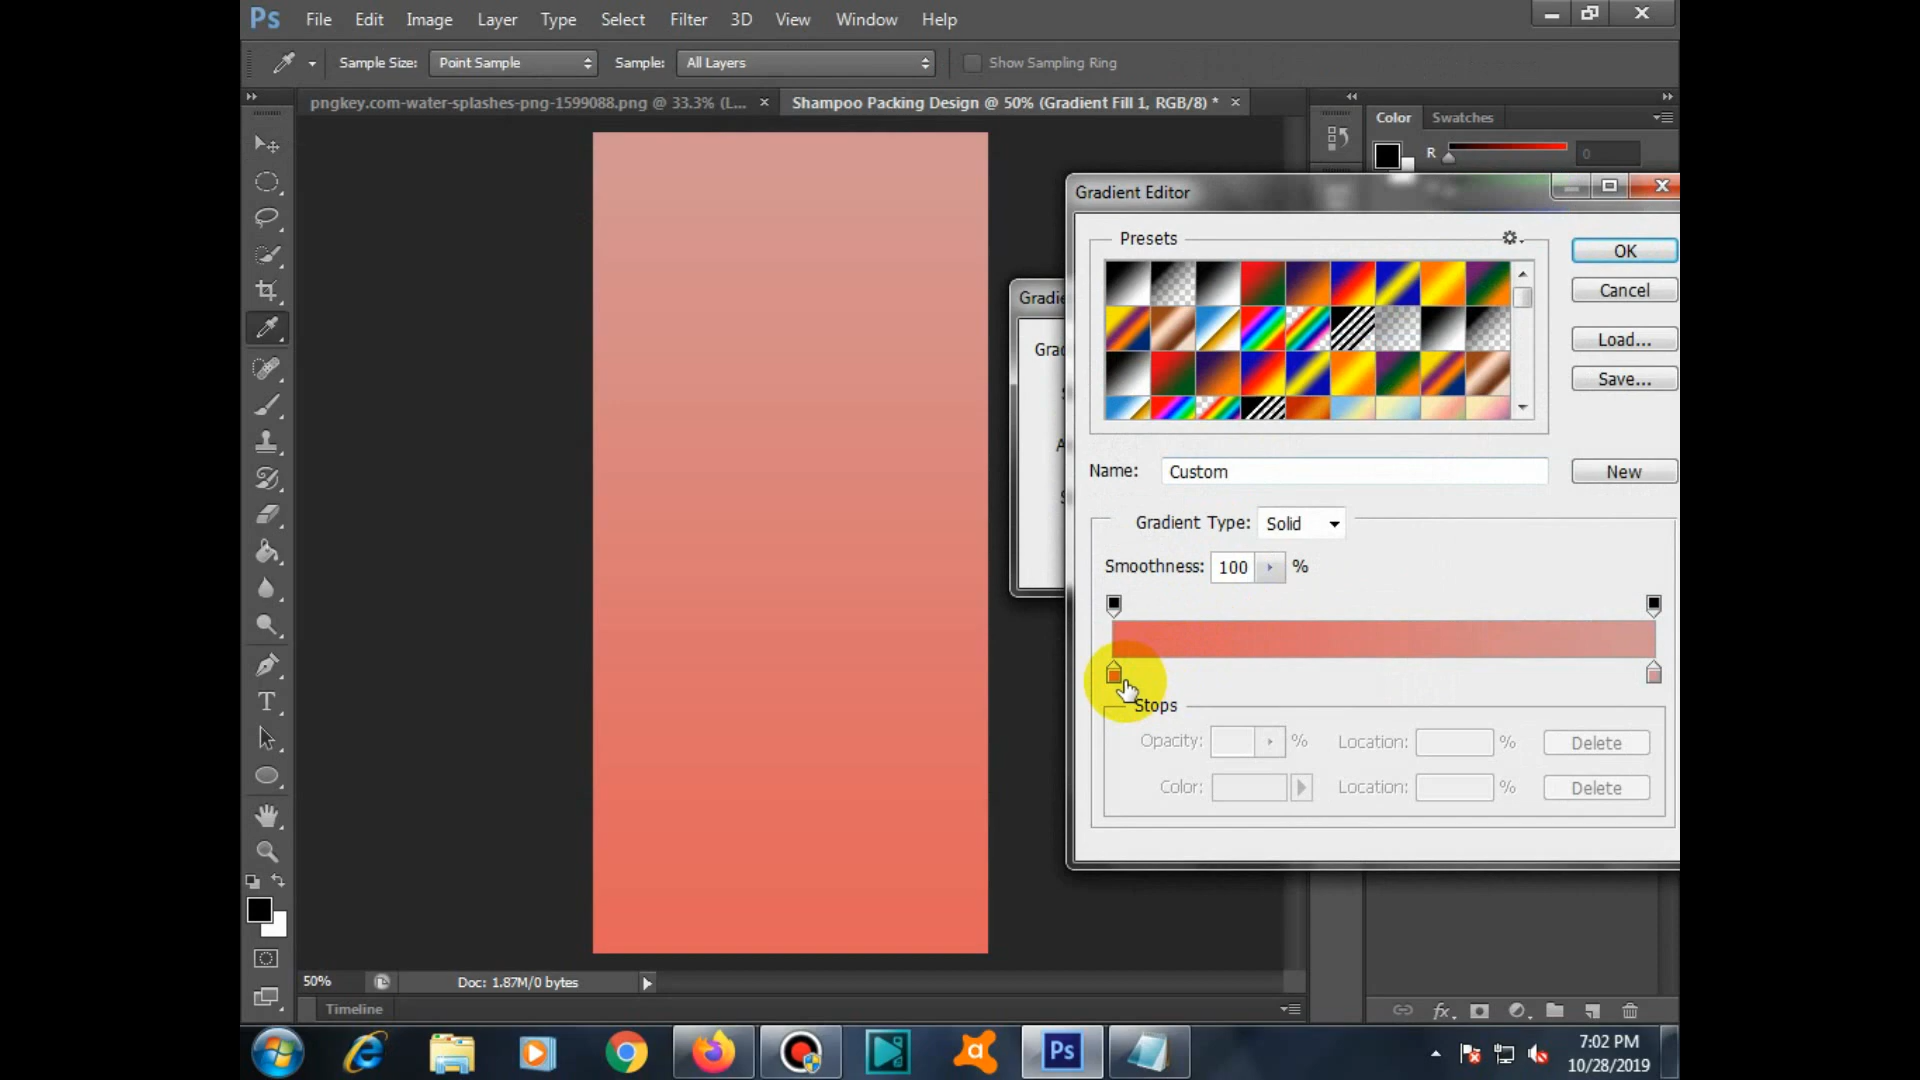 Ps File Edit Image Layer Type Select Filter 3D View Window Help
Sample Size: Point Sample Sample: All Layers Show Sampling Ring
pngkey.com-water-splashes-png-1599088.png @ 33.3% (L... × Shampoo Packing Design @ 50% (Gradient Fill 1, RGB/8) * ×
Color Swatches
R 0
Gradient Editor
Presets
OK
Cancel
Load...
Save...
Name: Custom New
Gradient Type: Solid
Smoothness: 100 %
Stops
Opacity: % Location: % Delete
Color: Location: % Delete
50% Doc: 1.87M/0 bytes
Timeline
fx
Ps
7:02 PM
10/28/2019